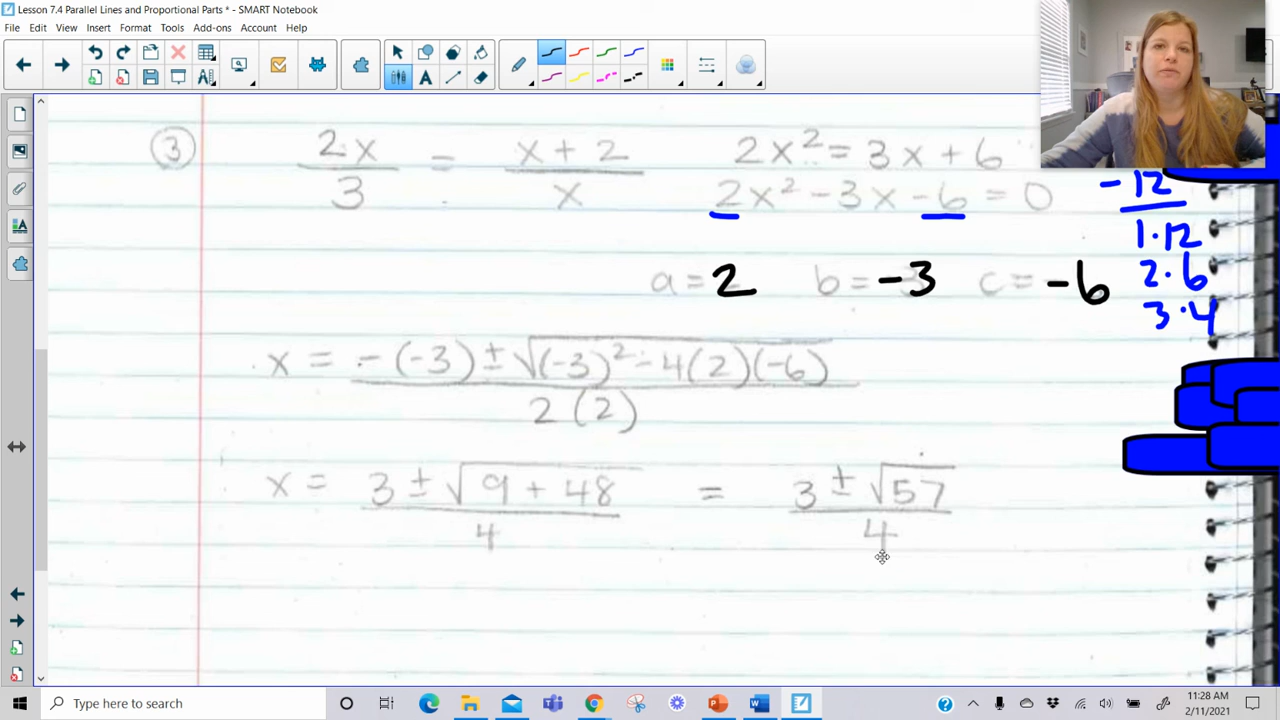 Lesson 7.4 Parallel Lines and Proportional Parts * - SMART Notebook
File Edit View Insert Format Tools Add-ons Account Help
③ 2x/3 = (x + 2)/x
2x² = 3x + 6
2x² - 3x - 6 = 0
-12
1·12
2·6
3·4
a = 2 b = -3 c = -6
x = (-(-3) ± √((-3)² - 4(2)(-6)))/(2(2))
x = (3 ± √(9 + 48))/4 = (3 ± √57)/4
Type here to search
11:28 AM
2/11/2021